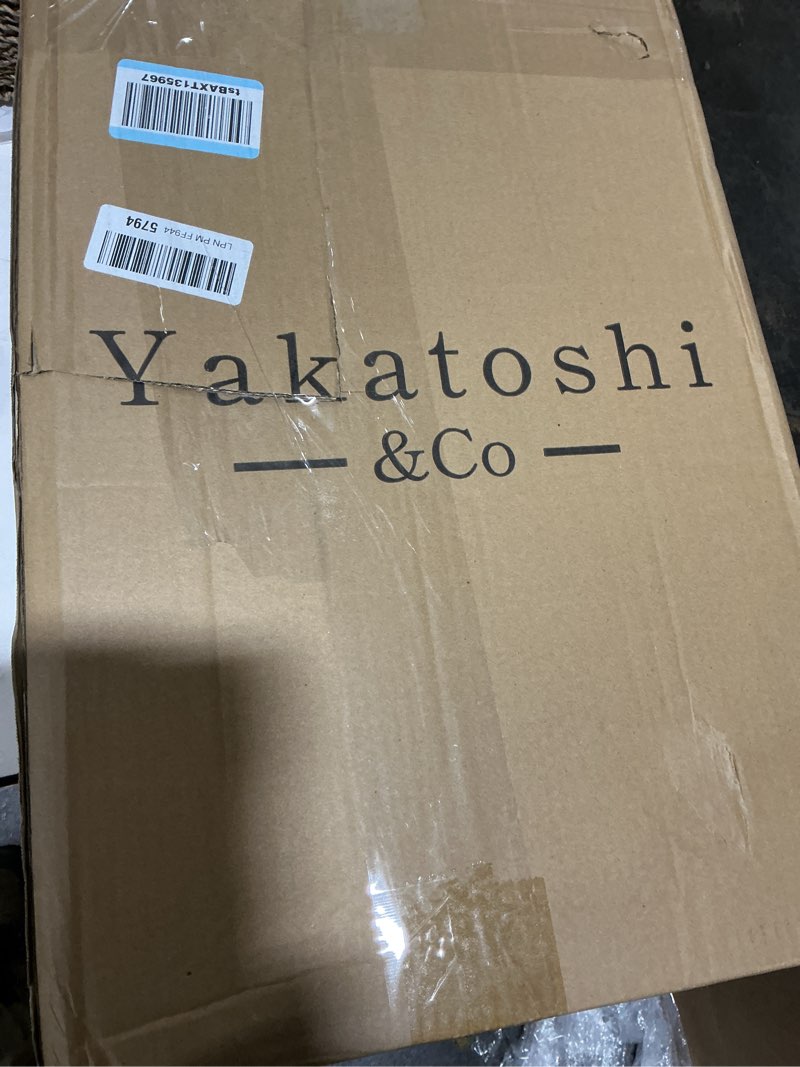 tsBAXT135967
LPN PM FF944 5794
Yakatoshi
&Co